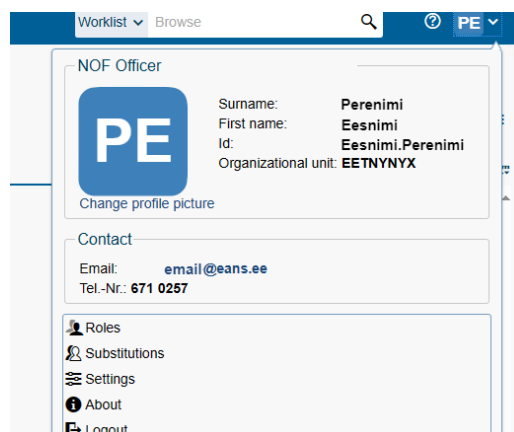 Worklist Browse PE
NOF Officer
PE
Surname: Perenimi
First name: Eesnimi
Id: Eesnimi.Perenimi
Organizational unit: EETNYNYX
Change profile picture
Contact
Email: email@eans.ee
Tel.-Nr.: 671 0257
Roles
Substitutions
Settings
About
Logout